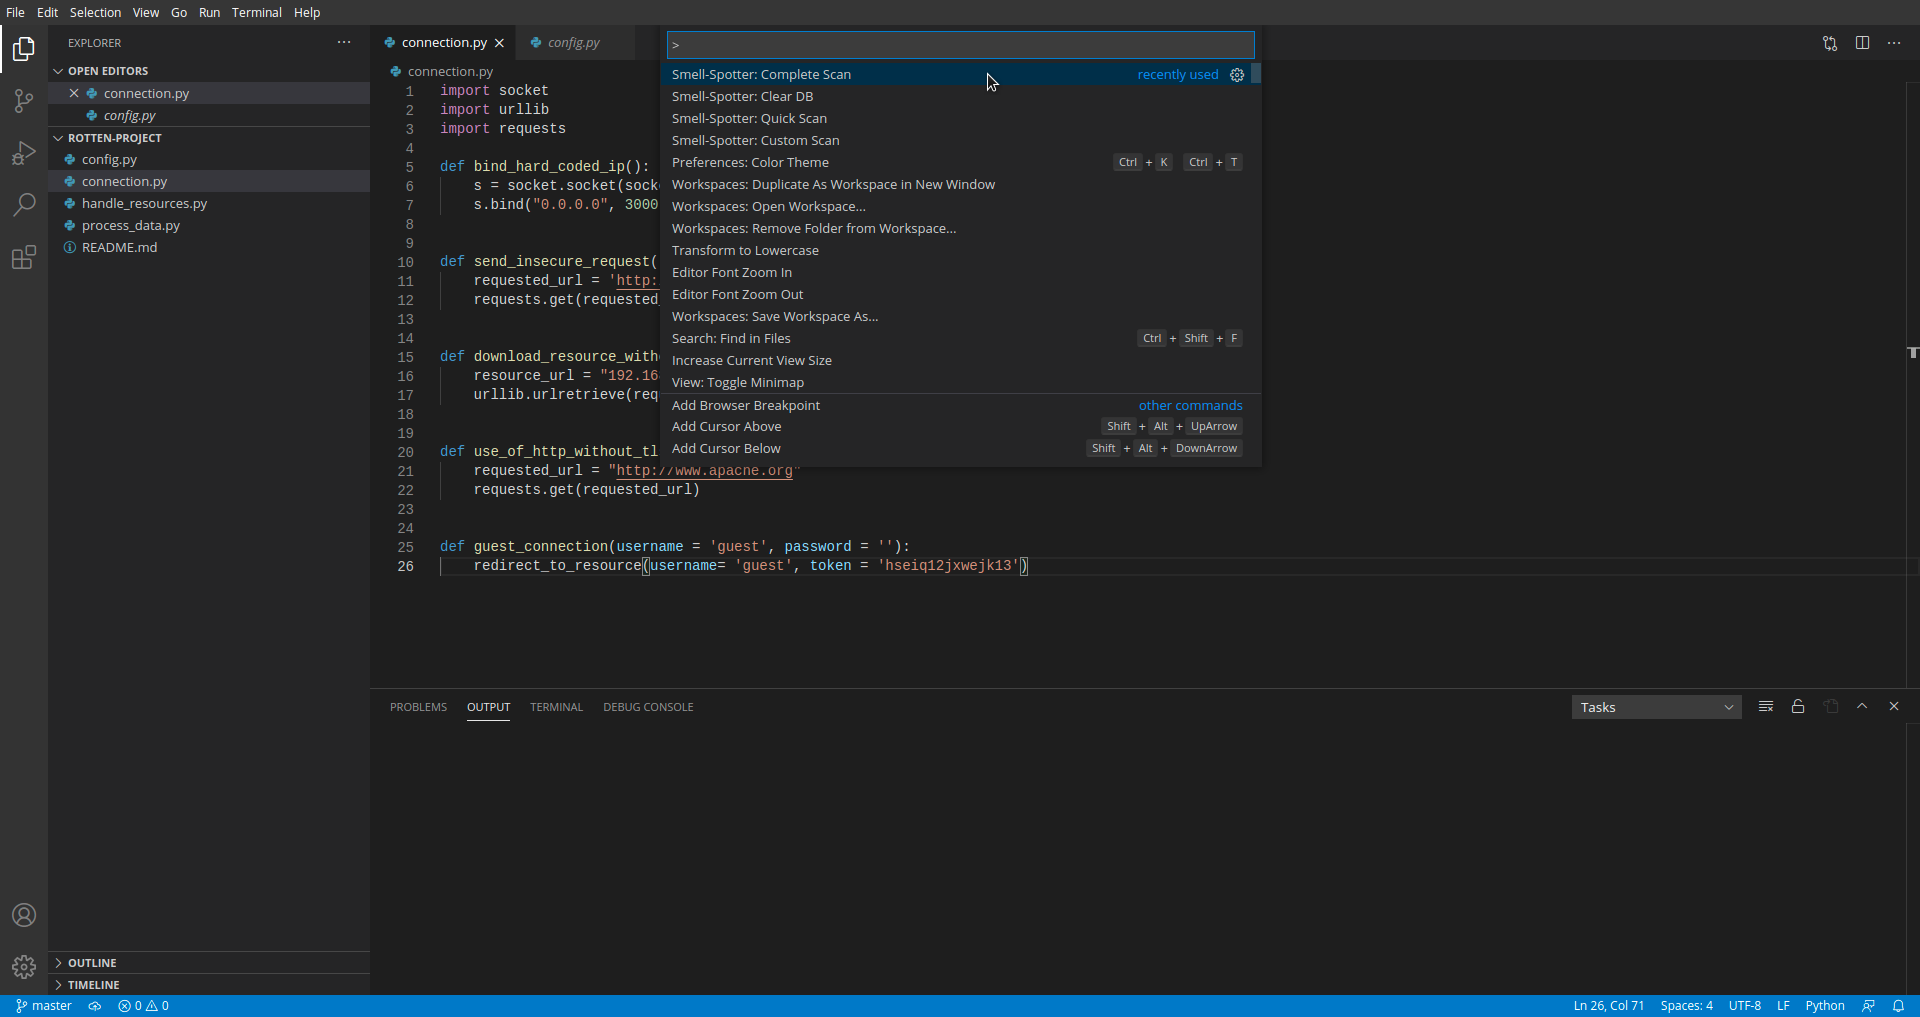 File Edit Selection View Go Run Terminal Help
EXPLORER
OPEN EDITORS
connection.py
config.py
ROTTEN-PROJECT
config.py
connection.py
handle_resources.py
process_data.py
README.md
OUTLINE
TIMELINE
connection.py config.py
connection.py
1 import socket
2 import urllib
3 import requests
4
5 def bind_hard_coded_ip():
6 s = socket.socket(sock
7 s.bind("0.0.0.0", 3000
8
9
10 def send_insecure_request(
11 requested_url = 'http:
12 requests.get(requested_
13
14
15 def download_resource_with
16 resource_url = "192.16
17 urllib.urlretrieve(req
18
19
20 def use_of_http_without_tl
21 requested_url = "http://www.apache.org"
22 requests.get(requested_url)
23
24
25 def guest_connection(username = 'guest', password = ''):
26 redirect_to_resource(username= 'guest', token = 'hseiq12jxwejk13')
>
Smell-Spotter: Complete Scan recently used
Smell-Spotter: Clear DB
Smell-Spotter: Quick Scan
Smell-Spotter: Custom Scan
Preferences: Color Theme Ctrl + K Ctrl + T
Workspaces: Duplicate As Workspace in New Window
Workspaces: Open Workspace...
Workspaces: Remove Folder from Workspace...
Transform to Lowercase
Editor Font Zoom In
Editor Font Zoom Out
Workspaces: Save Workspace As...
Search: Find in Files Ctrl + Shift + F
Increase Current View Size
View: Toggle Minimap
Add Browser Breakpoint other commands
Add Cursor Above Shift + Alt + UpArrow
Add Cursor Below Shift + Alt + DownArrow
PROBLEMS OUTPUT TERMINAL DEBUG CONSOLE Tasks
master 0 0 Ln 26, Col 71 Spaces: 4 UTF-8 LF Python